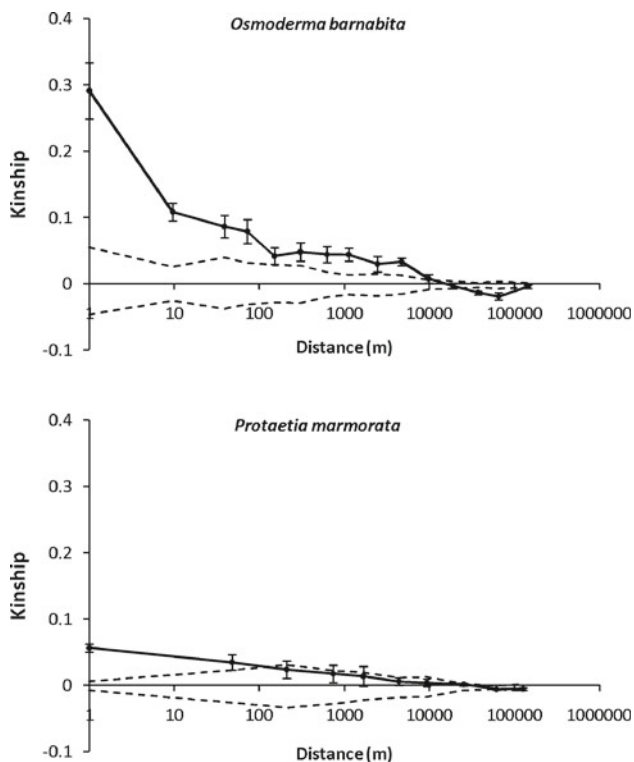 Osmoderma barnabita
0.4
0.3
0.2
0.1
0
-0.1
Kinship
10 100 1000 10000 100000 1000000
Distance (m)
Protaetia marmorata
0.4
0.3
0.2
0.1
0
-0.1
Kinship
1 10 100 1000 10000 100000 1000000
Distance (m)